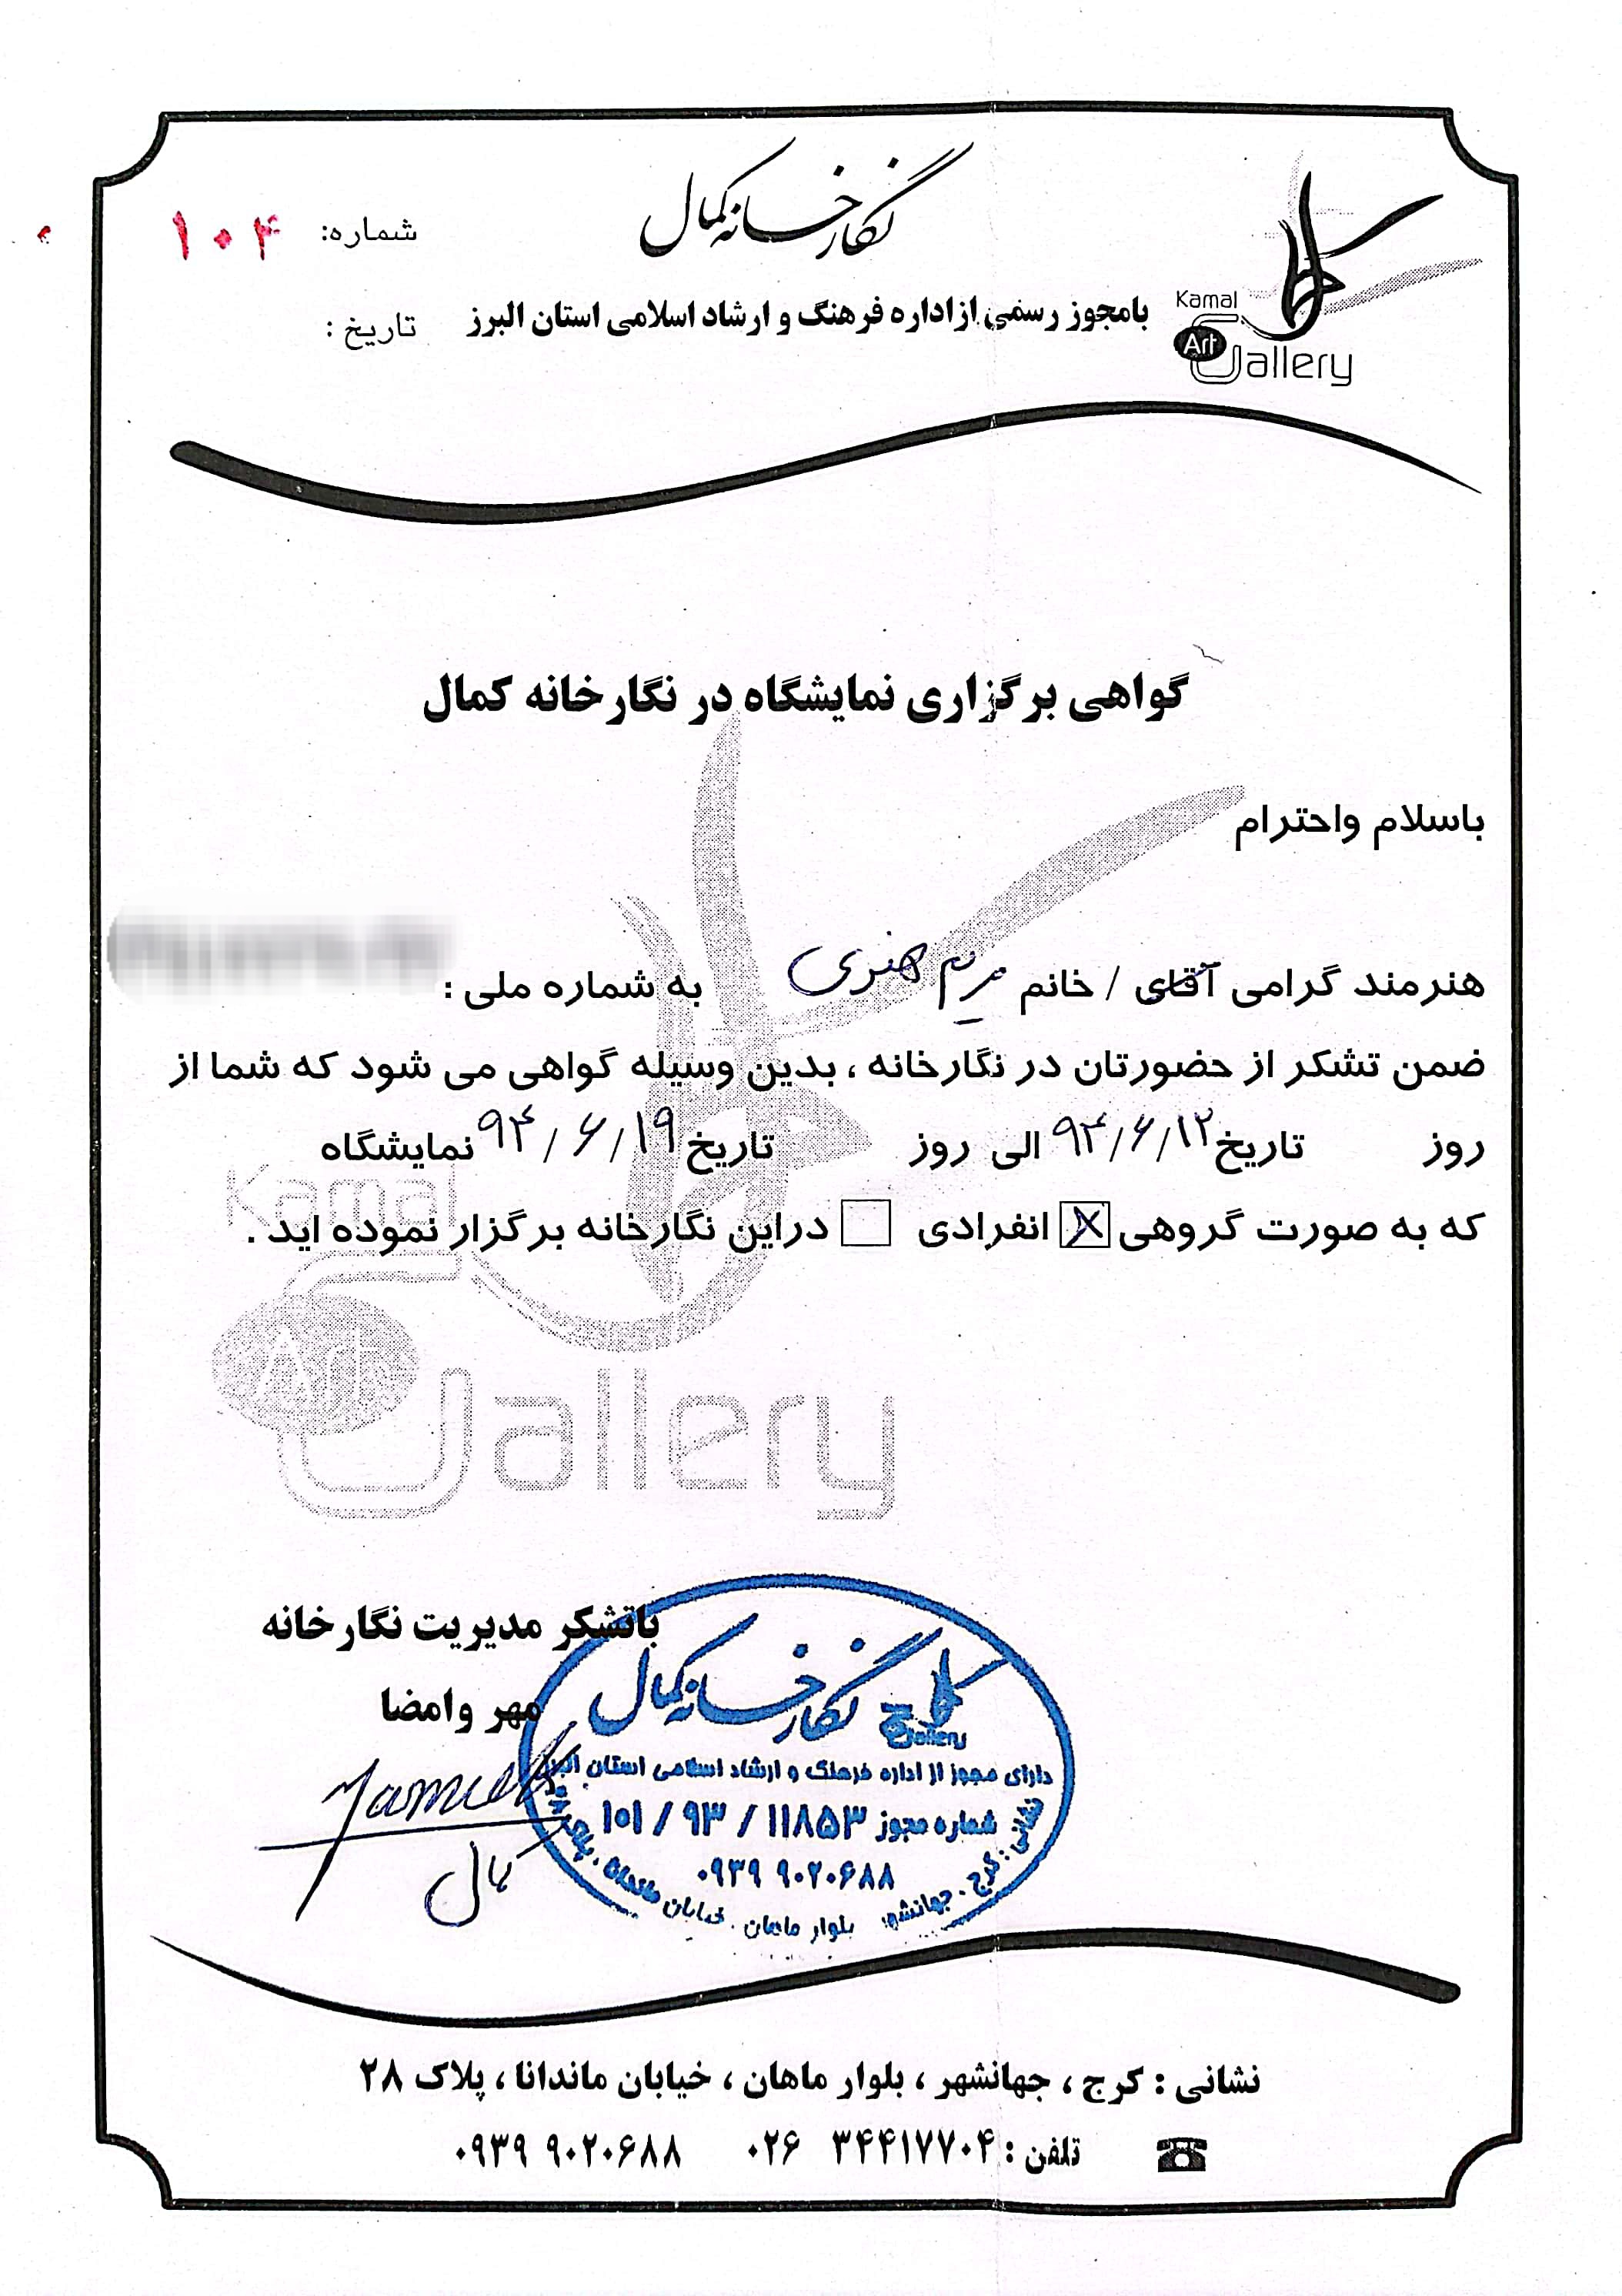 نگارخانه کمال
شماره: ۱۰۴
Kamal
Art Gallery
بامجوز رسمی از اداره فرهنگ و ارشاد اسلامی استان البرز
تاریخ :
گواهی برگزاری نمایشگاه در نگارخانه کمال
باسلام واحترام
هنرمند گرامی آقای / خانم مریم هنری به شماره ملی :
ضمن تشکر از حضورتان در نگارخانه ، بدین وسیله گواهی می شود که شما از
روز تاریخ ۹۴/۶/۱۲ الی روز تاریخ ۹۴/۶/۱۹ نمایشگاه
که به صورت گروهی انفرادی دراین نگارخانه برگزار نموده اید .
Kamal
Art Gallery
باتشکر مدیریت نگارخانه
مهر وامضا
نگارخانه کمال
Gallery
دارای مجوز از اداره فرهنگ و ارشاد اسلامی استان البرز
شماره مجوز ۱۱۸۵۳ / ۹۳ / ۱۰۱
۰۹۳۹ ۹۰۲۰۶۸۸
نشانی : کرج . جهانشهر . بلوار ماهان . خیابان ماندانا . پلاک
کمال
نشانی : کرج ، جهانشهر ، بلوار ماهان ، خیابان ماندانا ، پلاک ۲۸
تلفن : ۳۴۴۱۷۷۰۴ ۰۲۶ ۰۹۳۹ ۹۰۲۰۶۸۸